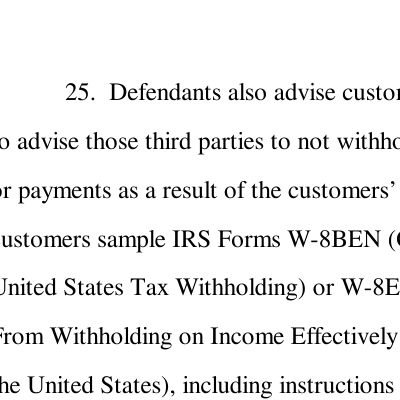 25. Defendants also advise custo
o advise those third parties to not withho
or payments as a result of the customers’
ustomers sample IRS Forms W-8BEN (
United States Tax Withholding) or W-8E
From Withholding on Income Effectively
he United States), including instructions